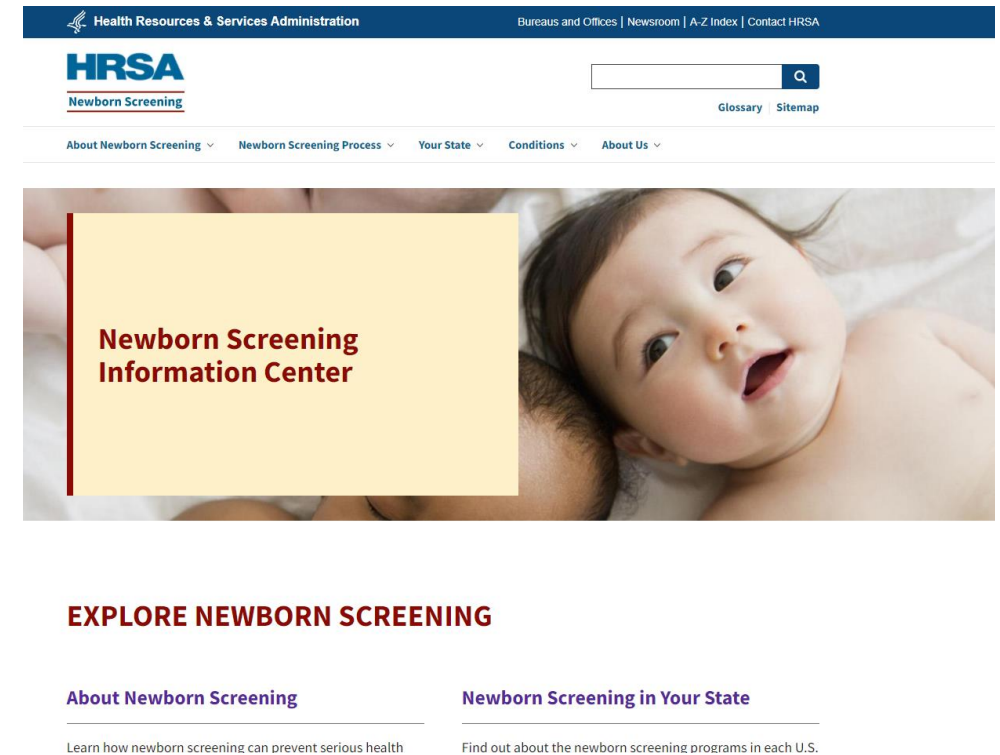 Health Resources & Services Administration
Bureaus and Offices | Newsroom | A-Z Index | Contact HRSA
HRSA
Newborn Screening
Glossary | Sitemap
About Newborn Screening
Newborn Screening Process
Your State
Conditions
About Us
Newborn Screening
Information Center
EXPLORE NEWBORN SCREENING
About Newborn Screening
Learn how newborn screening can prevent serious health
Newborn Screening in Your State
Find out about the newborn screening programs in each U.S.